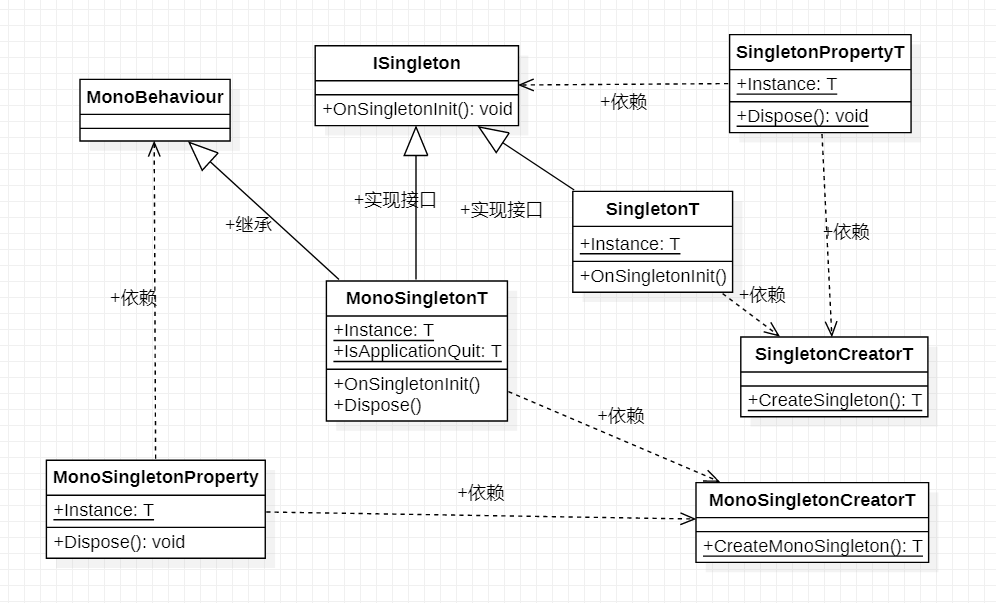 SingletonPropertyT
+Instance: T
+Dispose(): void
ISingleton
+OnSingletonInit(): void
+依赖
MonoBehaviour
+实现接口
+实现接口
SingletonT
+Instance: T
+OnSingletonInit()
+继承
+依赖
+依赖
+依赖
MonoSingletonT
+Instance: T
+IsApplicationQuit: T
+OnSingletonInit()
+Dispose()
SingletonCreatorT
+CreateSingleton(): T
+依赖
MonoSingletonProperty
+Instance: T
+Dispose(): void
+依赖
MonoSingletonCreatorT
+CreateMonoSingleton(): T